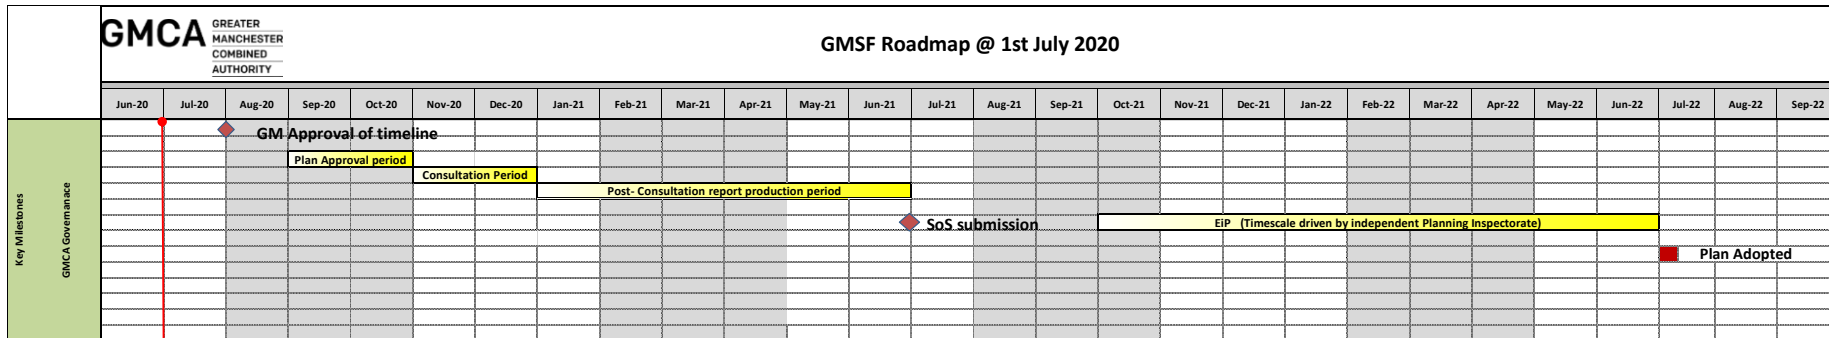 GMCA
GREATER
MANCHESTER
COMBINED
AUTHORITY
GMSF Roadmap @ 1st July 2020
Jun-20 Jul-20 Aug-20 Sep-20 Oct-20 Nov-20 Dec-20 Jan-21 Feb-21 Mar-21 Apr-21 May-21 Jun-21 Jul-21 Aug-21 Sep-21 Oct-21 Nov-21 Dec-21 Jan-22 Feb-22 Mar-22 Apr-22 May-22 Jun-22 Jul-22 Aug-22 Sep-22
Key Milestones
GMCA Governanace
GM Approval of timeline
Plan Approval period
Consultation Period
Post- Consultation report production period
SoS submission
EiP (Timescale driven by independent Planning Inspectorate)
Plan Adopted